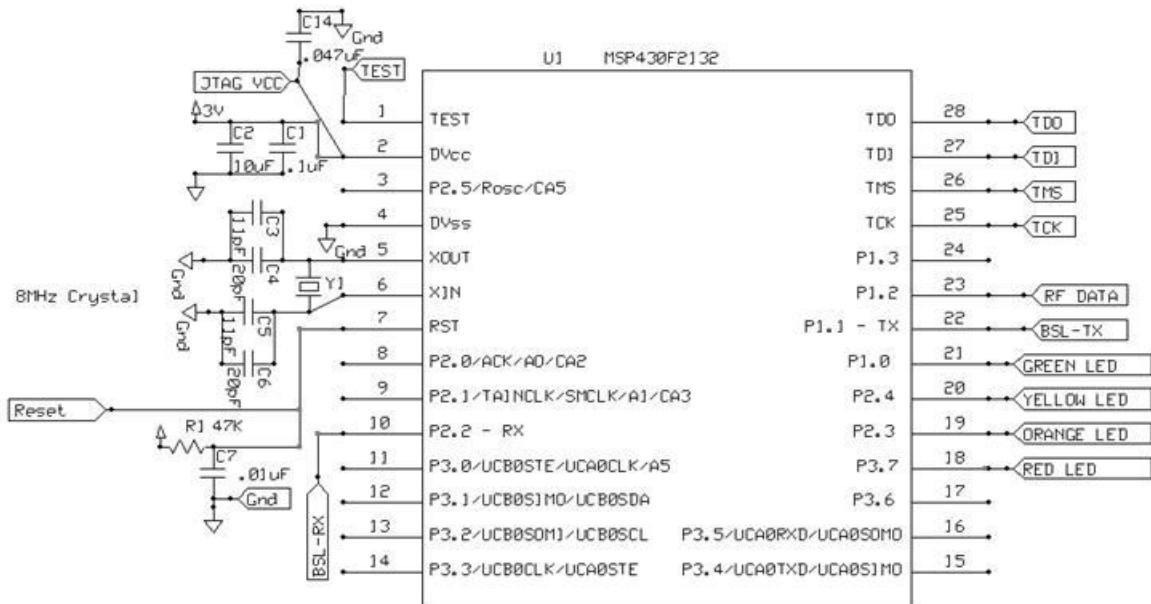 C14
Gnd
.047uF
U1 MSP430F2132
TEST
JTAG VCC
3V
C2
C1
10uF
.1uF
1 TEST
2 DVcc
3 P2.5/Rosc/CA5
4 DVss
5 XOUT
6 XIN
7 RST
8 P2.0/ACK/A0/CA2
9 P2.1/TAINCLK/SMCLK/A1/CA3
10 P2.2 - RX
11 P3.0/UCB0STE/UCA0CLK/A5
12 P3.1/UCB0SIMO/UCB0SDA
13 P3.2/UCB0SOMI/UCB0SCL
14 P3.3/UCB0CLK/UCA0STE
TDO 28 TDO
TDI 27 TDI
TMS 26 TMS
TCK 25 TCK
P1.3 24
P1.2 23 RF DATA
P1.1 - TX 22 BSL-TX
P1.0 21 GREEN LED
P2.4 20 YELLOW LED
P2.3 19 ORANGE LED
P3.7 18 RED LED
P3.6 17
P3.5/UCA0RXD/UCA0SOMO 16
P3.4/UCA0TXD/UCA0SIMO 15
C3
11pF
Gnd
C4
20pF
Gnd
Y1
8MHz Crystal
Gnd
C5
11pF
C6
20pF
Reset
R1 47K
C7
.01uF
Gnd
BSL-RX